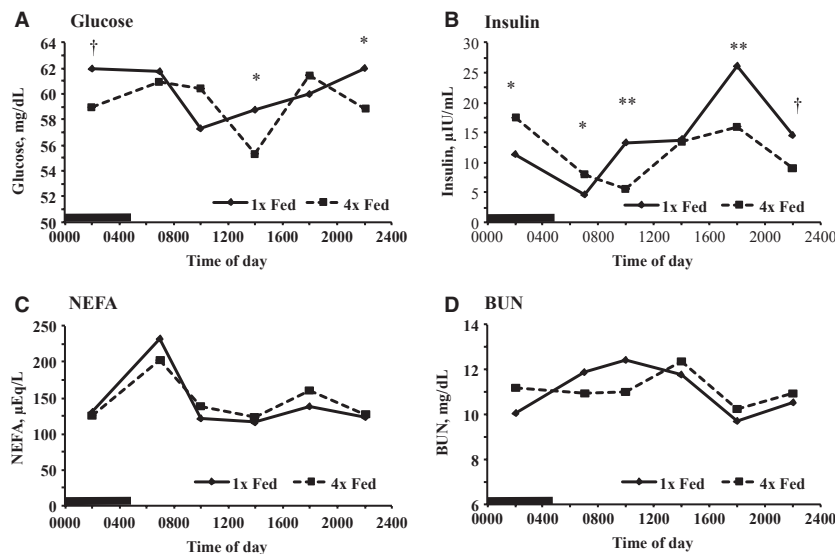 A Glucose
†
*
*
Glucose, mg/dL
64
62
60
58
56
54
52
50
1x Fed 4x Fed
0000 0400 0800 1200 1600 2000 2400
Time of day
B Insulin
*
*
**
**
†
Insulin, µIU/mL
30
25
20
15
10
5
0
1x Fed 4x Fed
0000 0400 0800 1200 1600 2000 2400
Time of day
C NEFA
NEFA, µEq/L
250
200
150
100
50
0
1x Fed 4x Fed
0000 0400 0800 1200 1600 2000 2400
Time of day
D BUN
BUN, mg/dL
14
12
10
8
6
1x Fed 4x Fed
0000 0400 0800 1200 1600 2000 2400
Time of day